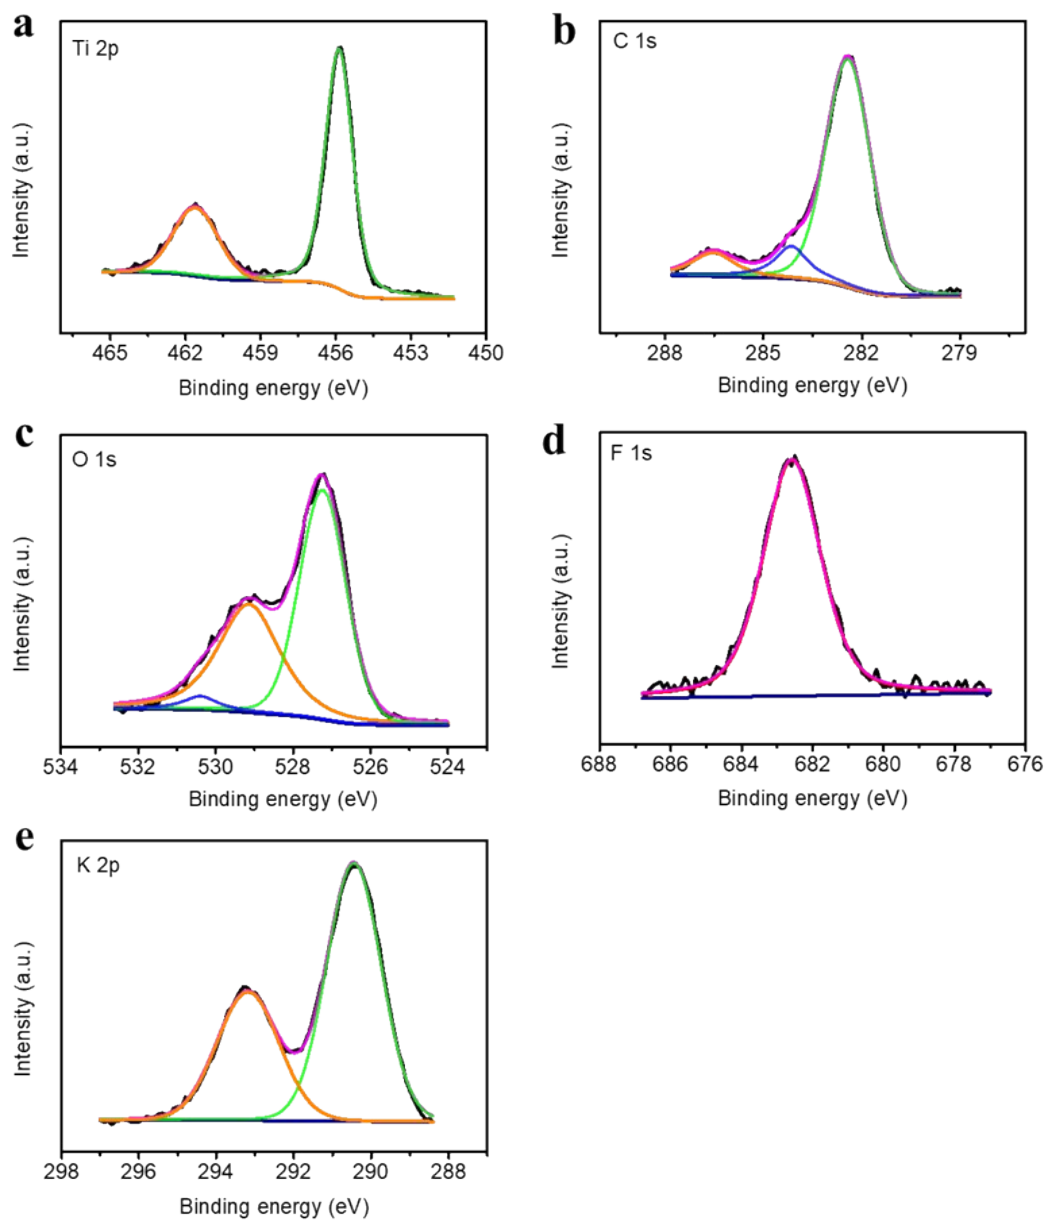 a
Ti 2p
Intensity (a.u.)
465 462 459 456 453 450
Binding energy (eV)
b
C 1s
Intensity (a.u.)
288 285 282 279
Binding energy (eV)
c
O 1s
Intensity (a.u.)
534 532 530 528 526 524
Binding energy (eV)
d
F 1s
Intensity (a.u.)
688 686 684 682 680 678 676
Binding energy (eV)
e
K 2p
Intensity (a.u.)
298 296 294 292 290 288
Binding energy (eV)